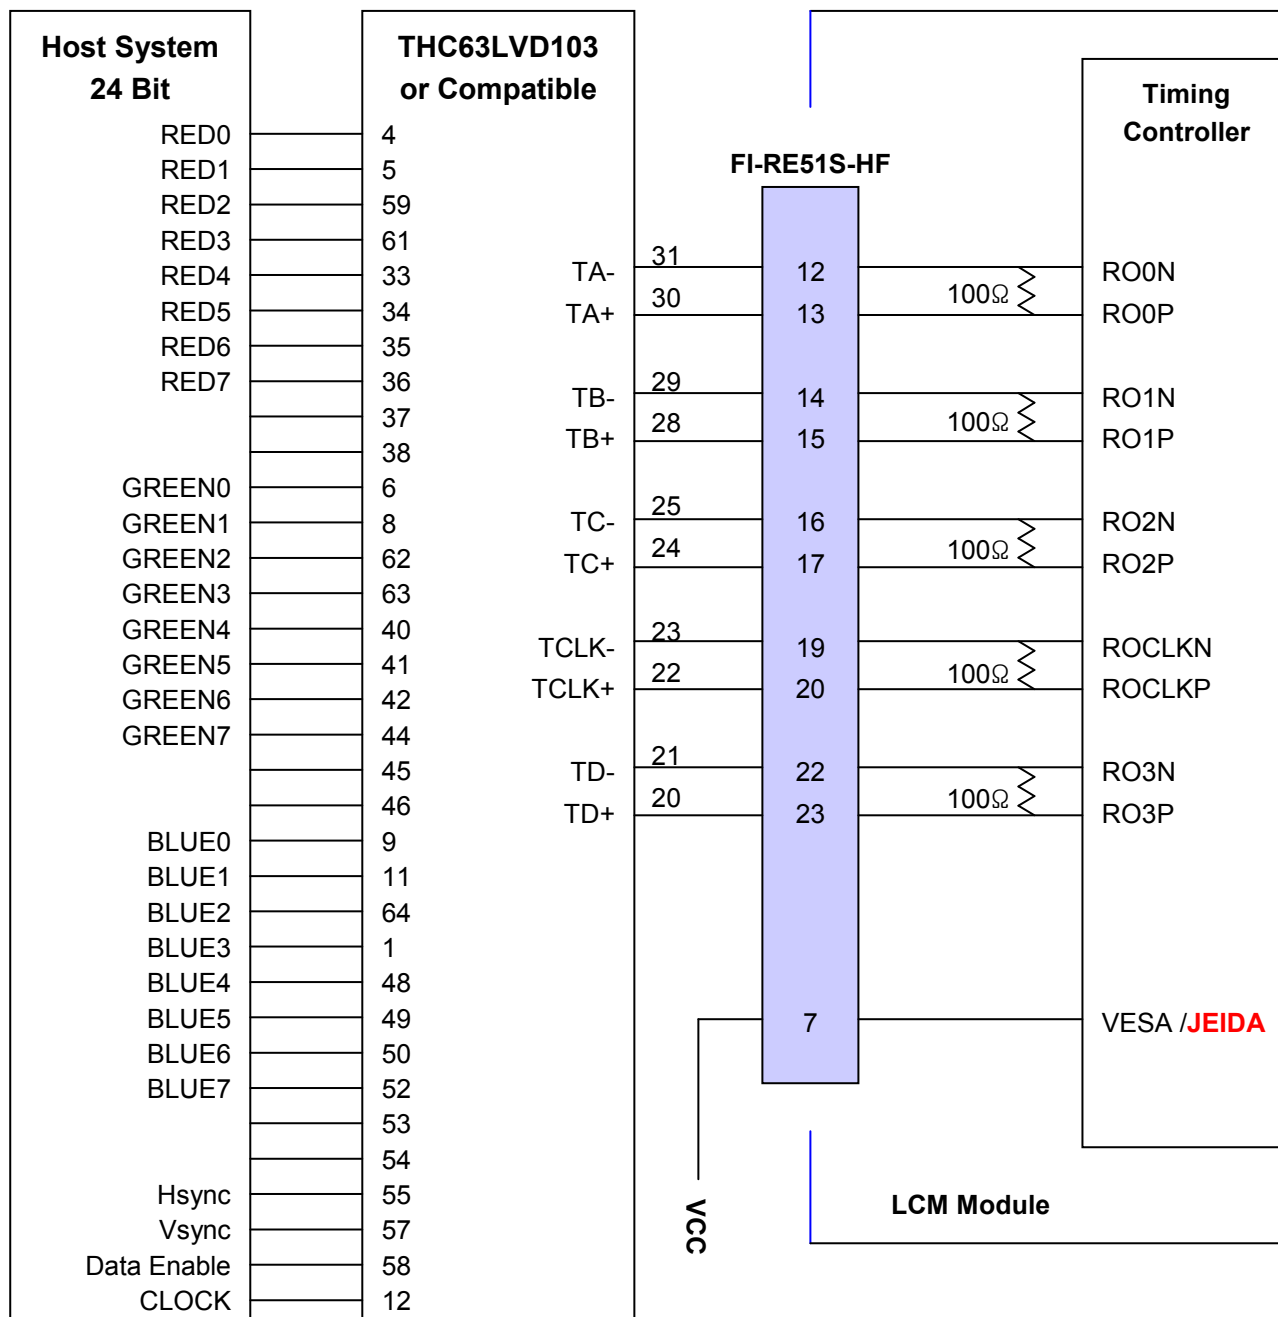 Host System
24 Bit
RED0
RED1
RED2
RED3
RED4
RED5
RED6
RED7
GREEN0
GREEN1
GREEN2
GREEN3
GREEN4
GREEN5
GREEN6
GREEN7
BLUE0
BLUE1
BLUE2
BLUE3
BLUE4
BLUE5
BLUE6
BLUE7
Hsync
Vsync
Data Enable
CLOCK
THC63LVD103
or Compatible
4
5
59
61
33
34
35
36
37
38
6
8
62
63
40
41
42
44
45
46
9
11
64
1
48
49
50
52
53
54
55
57
58
12
TA-
TA+
TB-
TB+
TC-
TC+
TCLK-
TCLK+
TD-
TD+
31
30
29
28
25
24
23
22
21
20
FI-RE51S-HF
12
13
14
15
16
17
19
20
22
23
7
VCC
100Ω
100Ω
100Ω
100Ω
100Ω
Timing
Controller
RO0N
RO0P
RO1N
RO1P
RO2N
RO2P
ROCLKN
ROCLKP
RO3N
RO3P
VESA /JEIDA
LCM Module